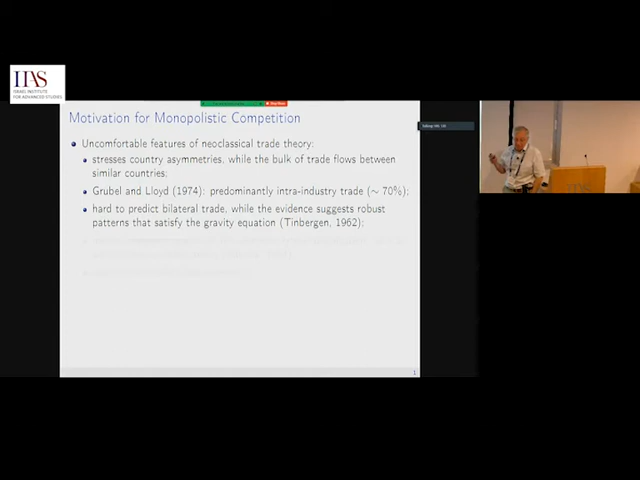 IIAS
ISRAEL INSTITUTE
FOR ADVANCED STUDIES
Motivation for Monopolistic Competition
Uncomfortable features of neoclassical trade theory:
stresses country asymmetries, while the bulk of trade flows between
similar countries;
Grubel and Lloyd (1974): predominantly intra-industry trade (∼ 70%);
hard to predict bilateral trade, while the evidence suggests robust
patterns that satisfy the gravity equation (Tinbergen, 1962);
1